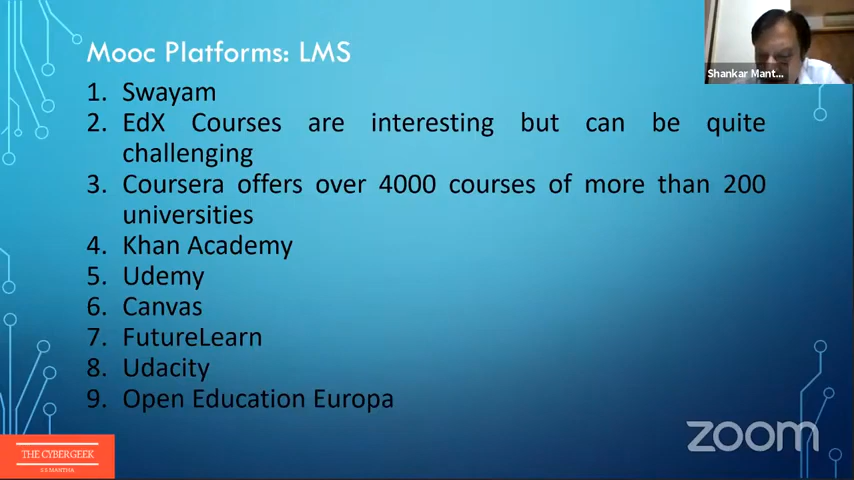 Mooc Platforms: LMS
1. Swayam
2. EdX Courses are interesting but can be quite
challenging
3. Coursera offers over 4000 courses of more than 200
universities
4. Khan Academy
5. Udemy
6. Canvas
7. FutureLearn
8. Udacity
9. Open Education Europa
Shankar Mant...
THE CYBERGEEK
S S MANTHA
zoom